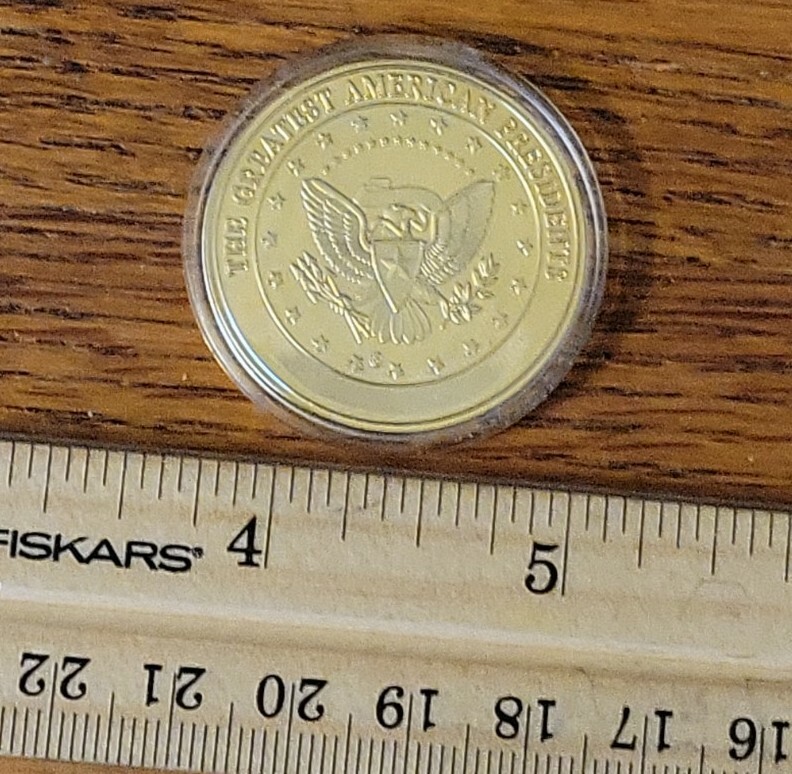 THE GREATEST AMERICAN PRESIDENTS
FISKARS® 4 5
22 21 20 19 18 17 16